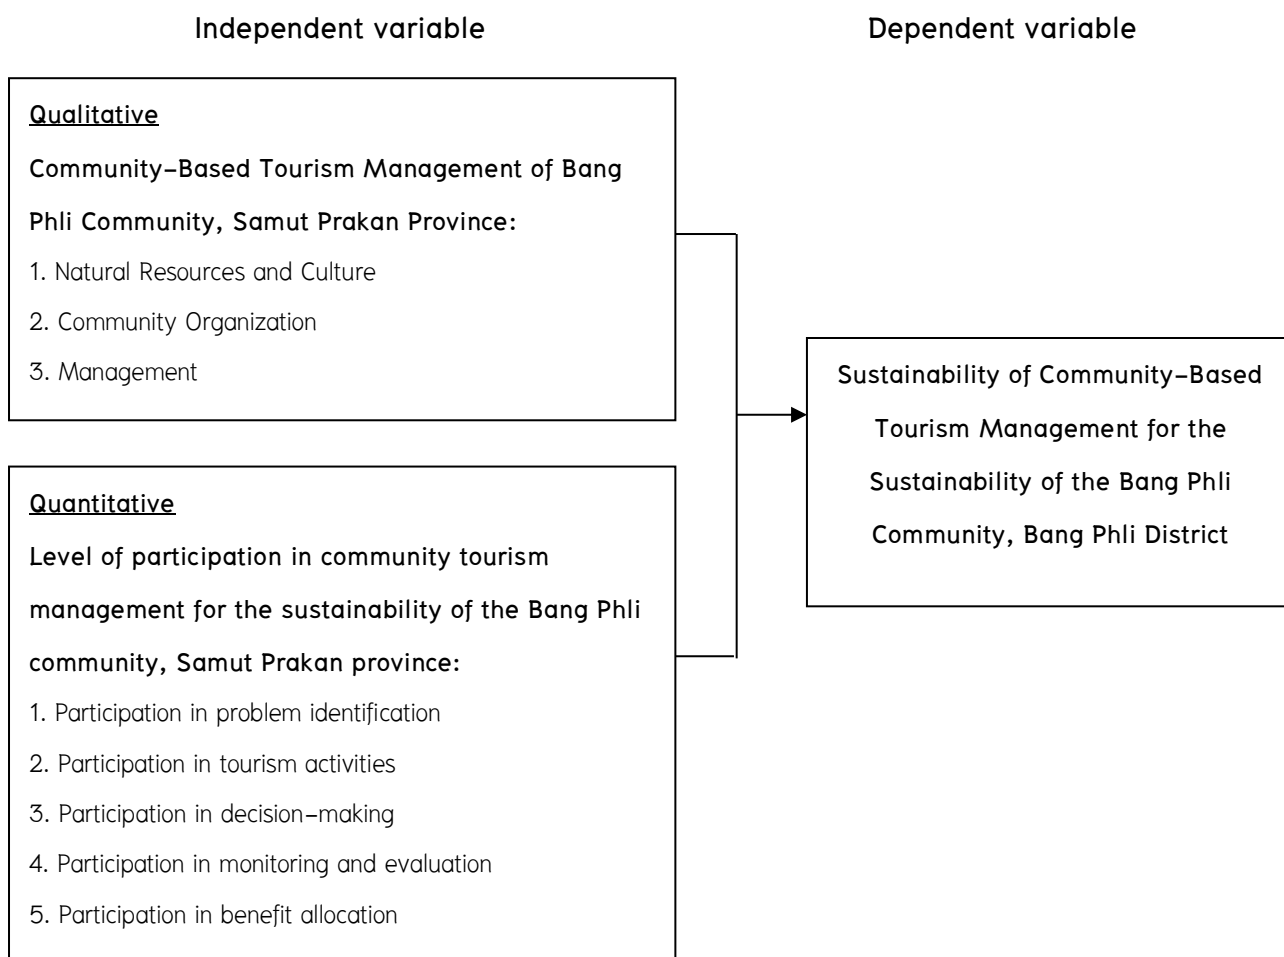 Independent variable
Dependent variable
Qualitative
Community-Based Tourism Management of Bang
Phli Community, Samut Prakan Province:
1. Natural Resources and Culture
2. Community Organization
3. Management
Quantitative
Level of participation in community tourism
management for the sustainability of the Bang Phli
community, Samut Prakan province:
1. Participation in problem identification
2. Participation in tourism activities
3. Participation in decision-making
4. Participation in monitoring and evaluation
5. Participation in benefit allocation
Sustainability of Community-Based
Tourism Management for the
Sustainability of the Bang Phli
Community, Bang Phli District